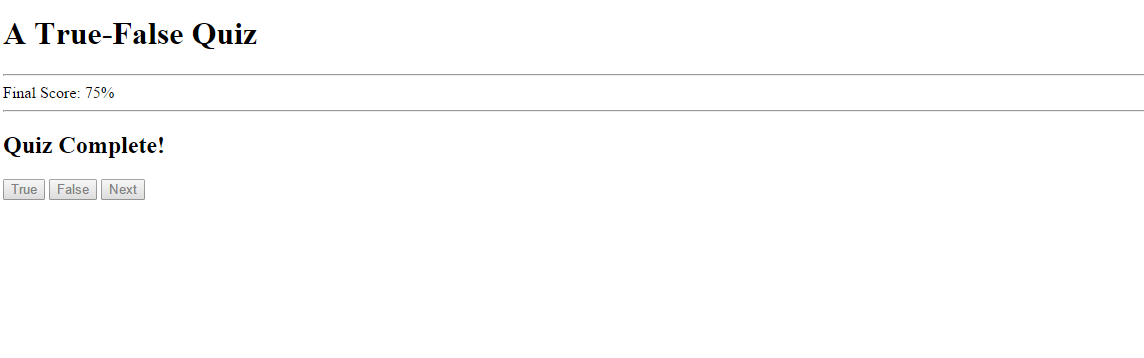 A True-False Quiz
Final Score: 75%
Quiz Complete!
True False Next